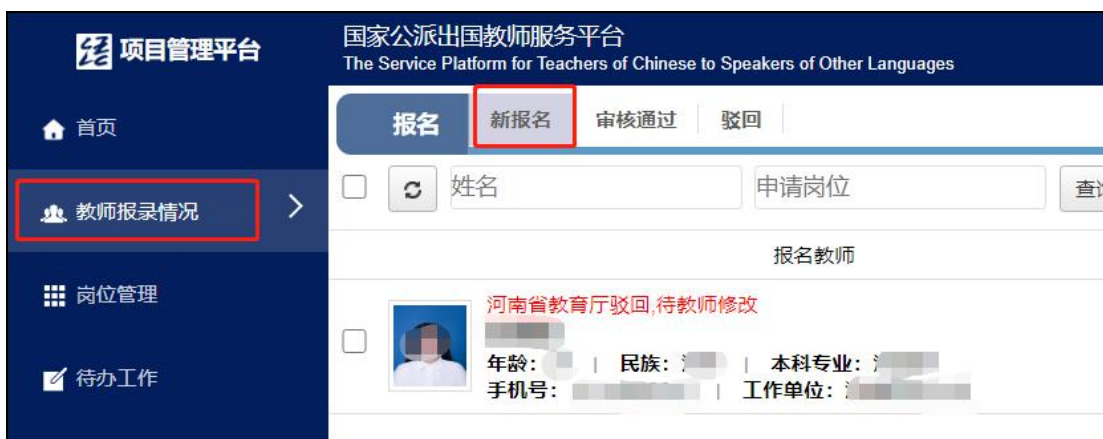 项目管理平台
国家公派出国教师服务平台
The Service Platform for Teachers of Chinese to Speakers of Other Languages
首页
教师报录情况
岗位管理
待办工作
报名 新报名 审核通过 驳回
姓名 申请岗位
报名教师
河南省教育厅驳回,待教师修改
年龄: | 民族: | 本科专业:
手机号: | 工作单位: